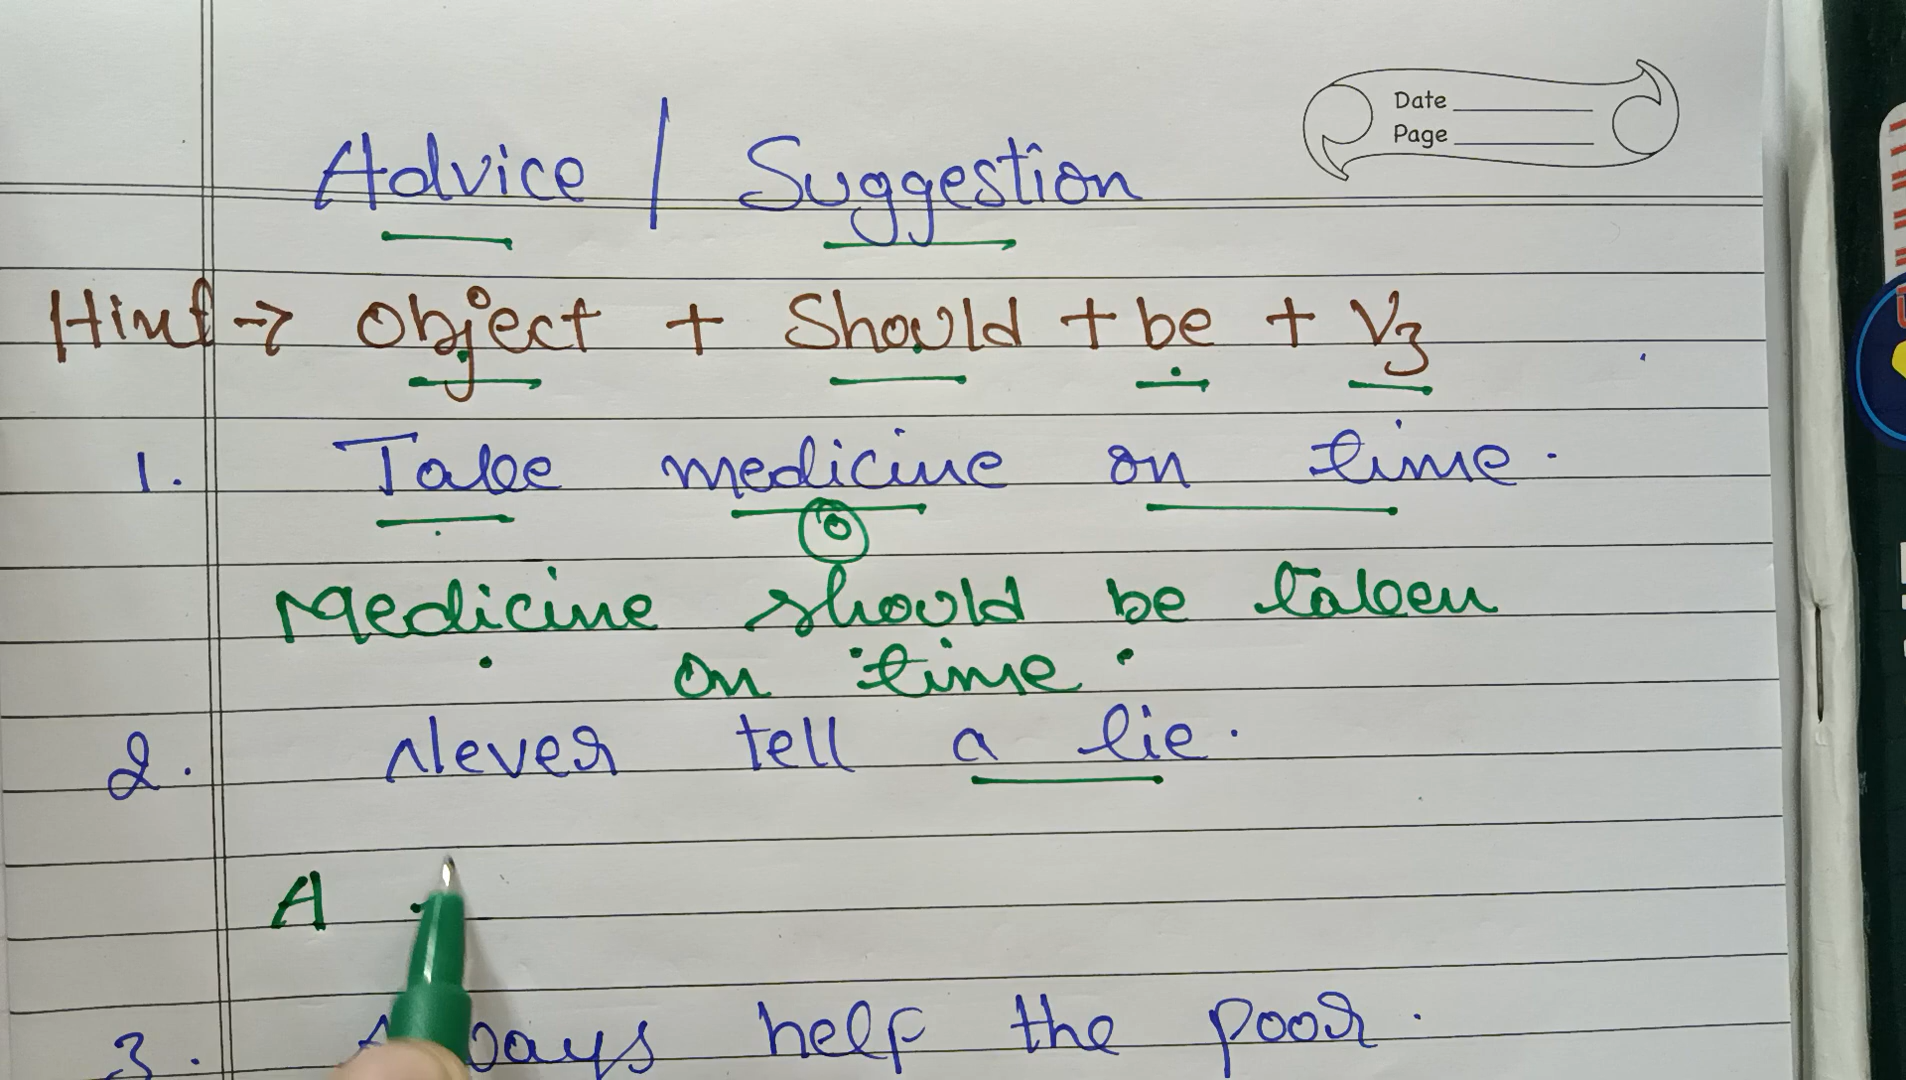 Date
Page
Advice / Suggestion
Hint → Object + Should + be + V3
1. Take medicine on time.
O
Medicine should be taken
on time.
2. Never tell a lie.
A
3. help the poor.